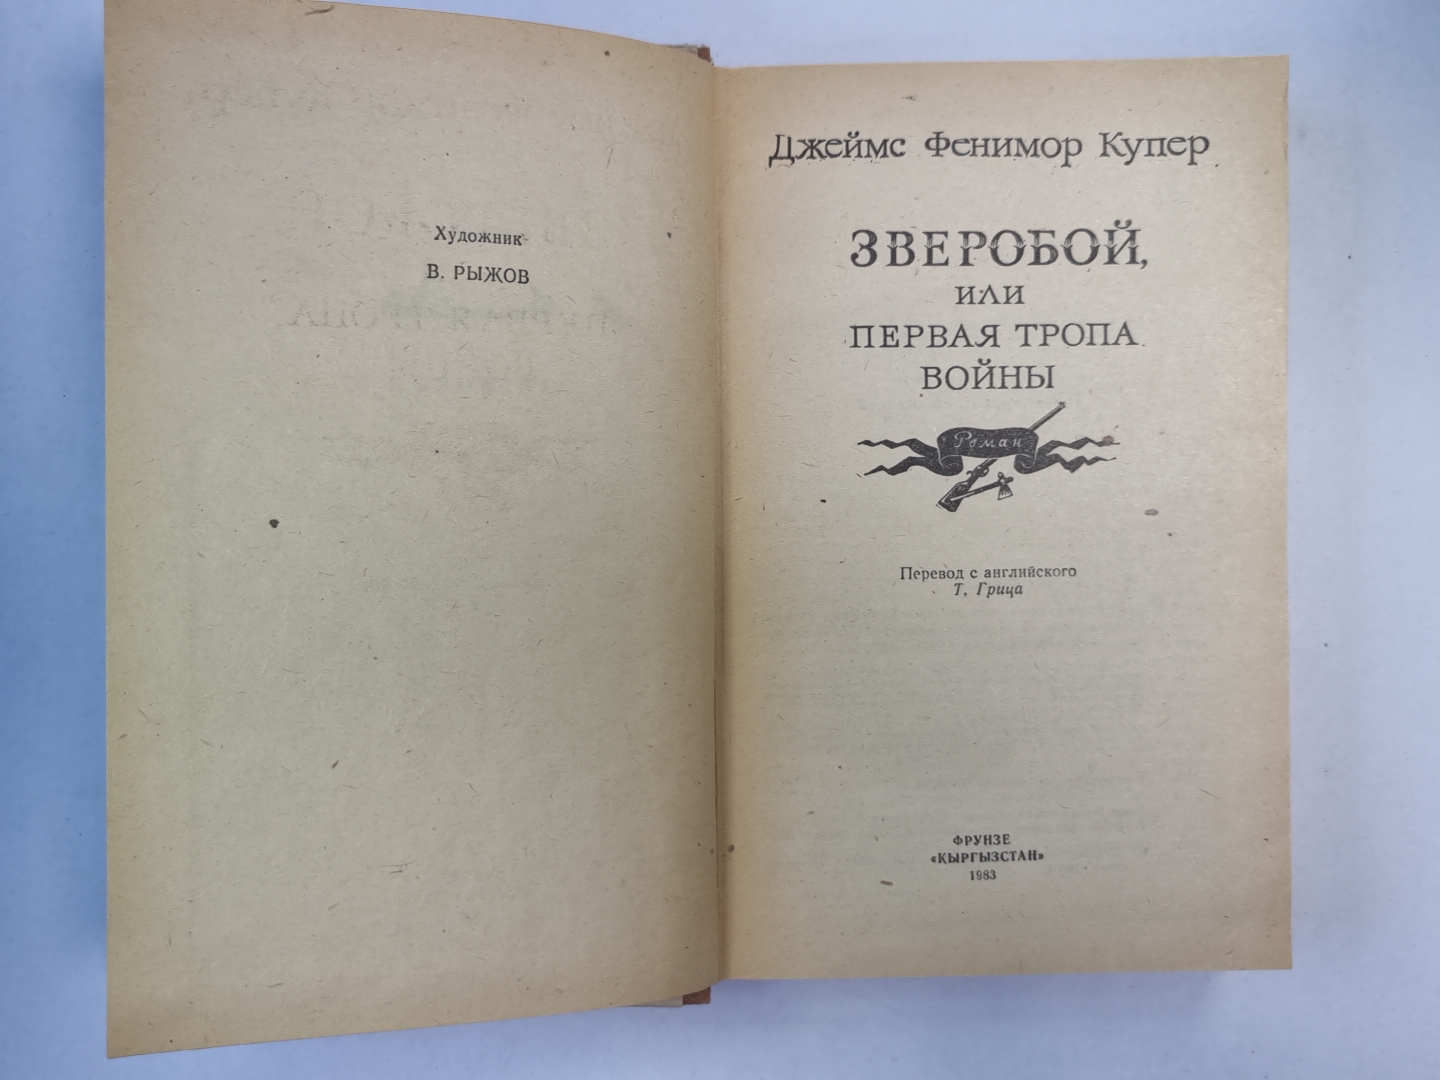 Художник
В. РЫЖОВ
Джеймс Фенимор Купер
ЗВЕРОБОЙ,
ИЛИ
ПЕРВАЯ ТРОПА
ВОЙНЫ
Роман
Перевод с английского
Т. Грица
ФРУНЗЕ
«КЫРГЫЗСТАН»
1983